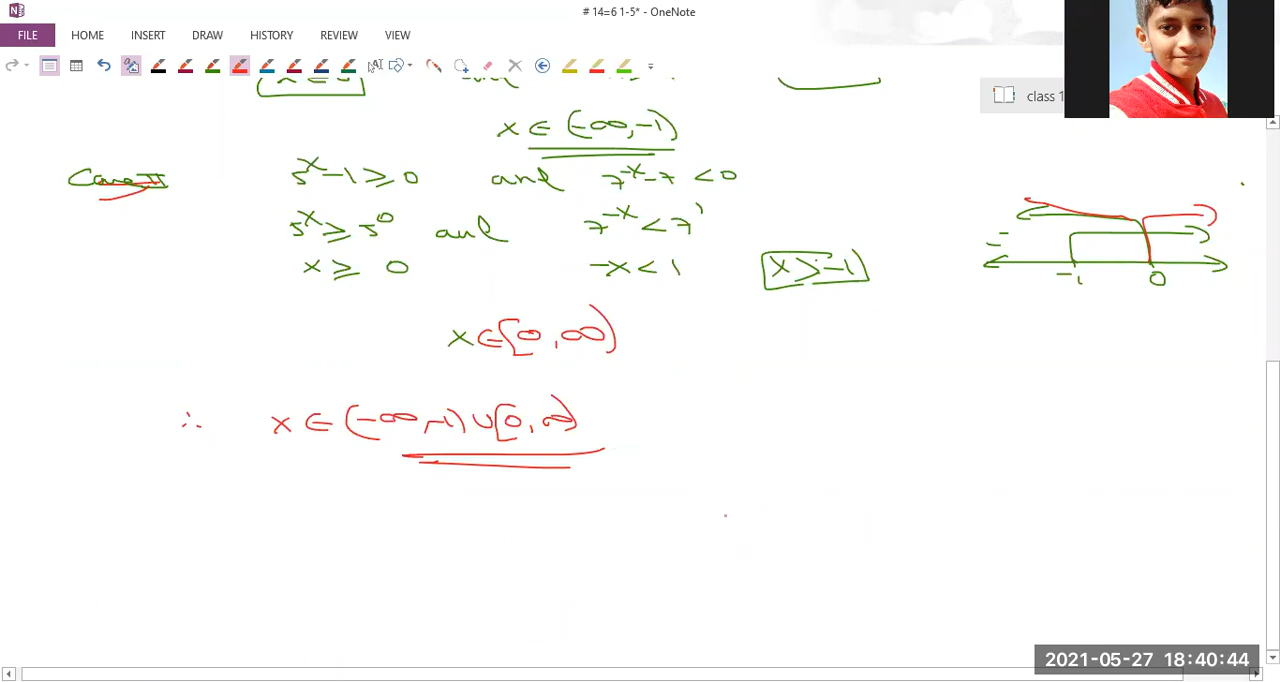 # 14=6 1-5* - OneNote
FILE HOME INSERT DRAW HISTORY REVIEW VIEW
class 1
x ∈ (-∞, -1)
Case II 5^x - 1 ≥ 0 and 7^-x - 7 < 0
5^x ≥ 5^0 and 7^-x < 7^1
x ≥ 0 -x < 1 x > -1
-1 0
x ∈ [0, ∞)
∴ x ∈ (-∞, -1) ∪ [0, ∞)
2021-05-27 18:40:44